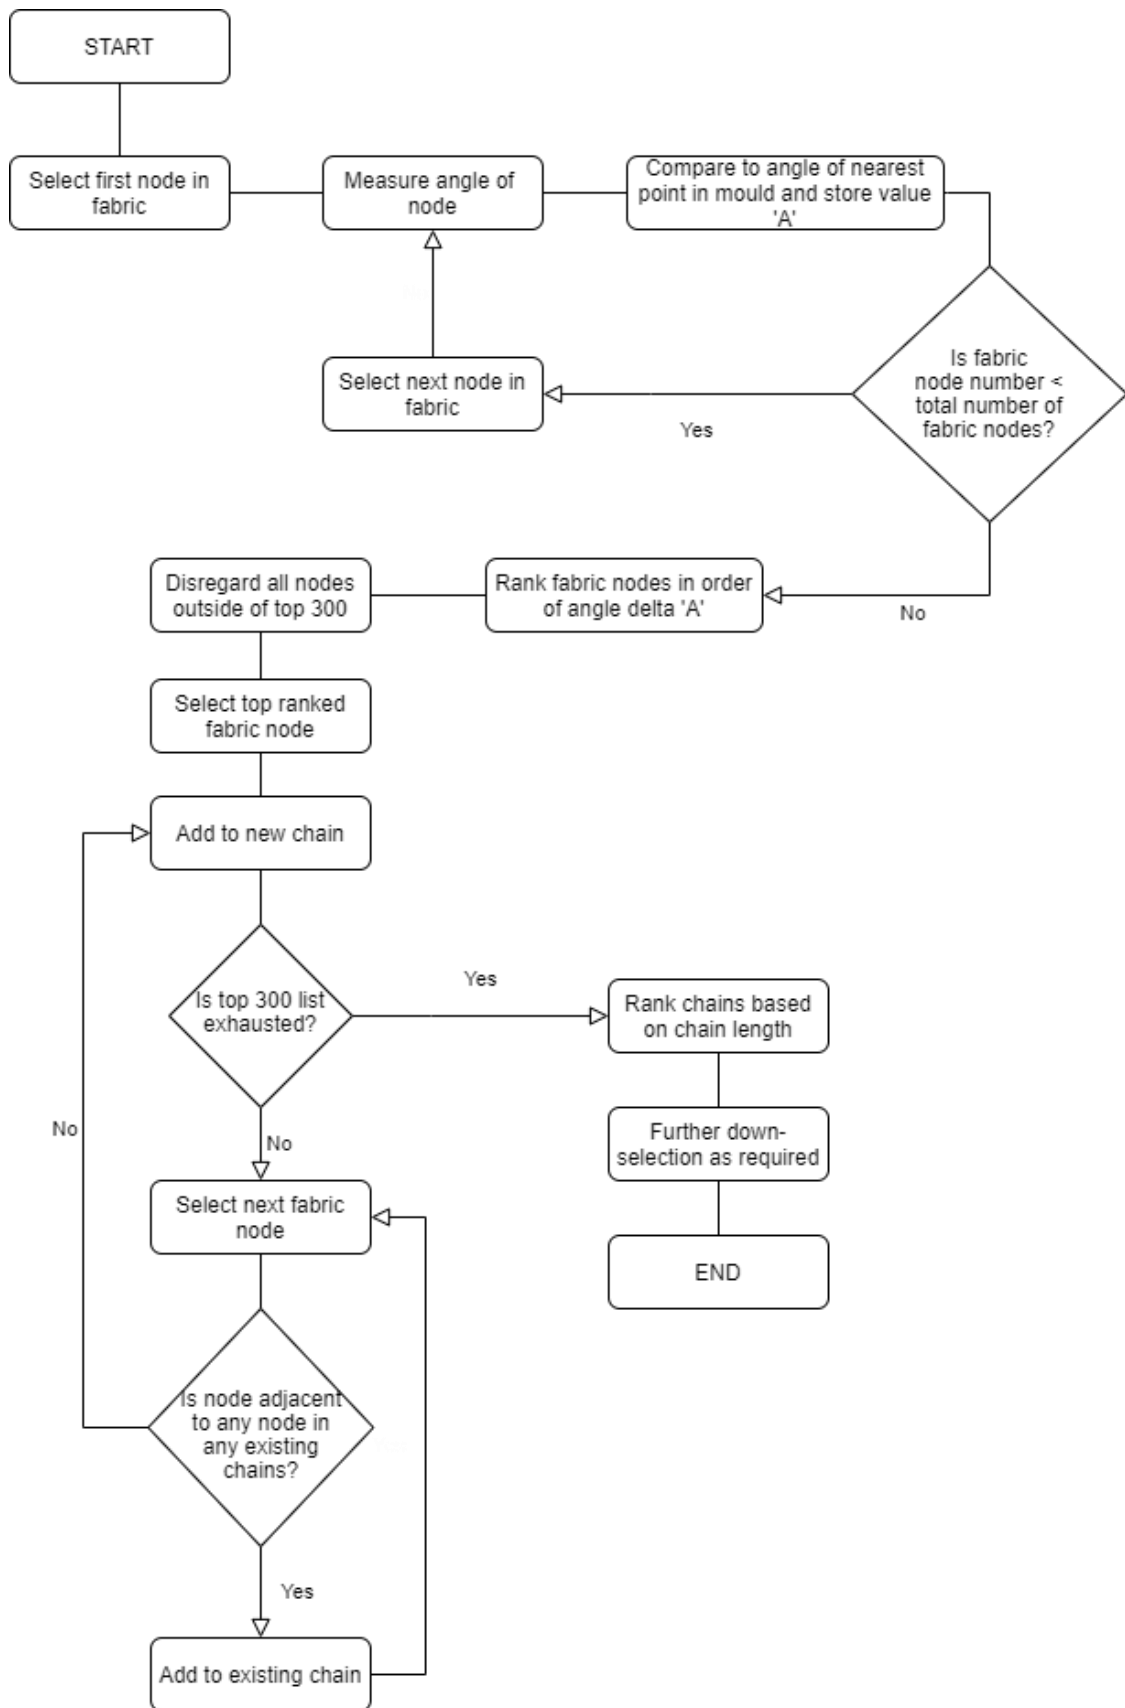 START
Select first node in
fabric
Measure angle of
node
Compare to angle of nearest
point in mould and store value
'A'
Is fabric
node number <
total number of
fabric nodes?
Select next node in
fabric
Yes
No
Rank fabric nodes in order
of angle delta 'A'
Disregard all nodes
outside of top 300
Select top ranked
fabric node
Add to new chain
Is top 300 list
exhausted?
Yes
Rank chains based
on chain length
Further down-
selection as required
END
No
No
Select next fabric
node
Is node adjacent
to any node in
any existing
chains?
Yes
Add to existing chain